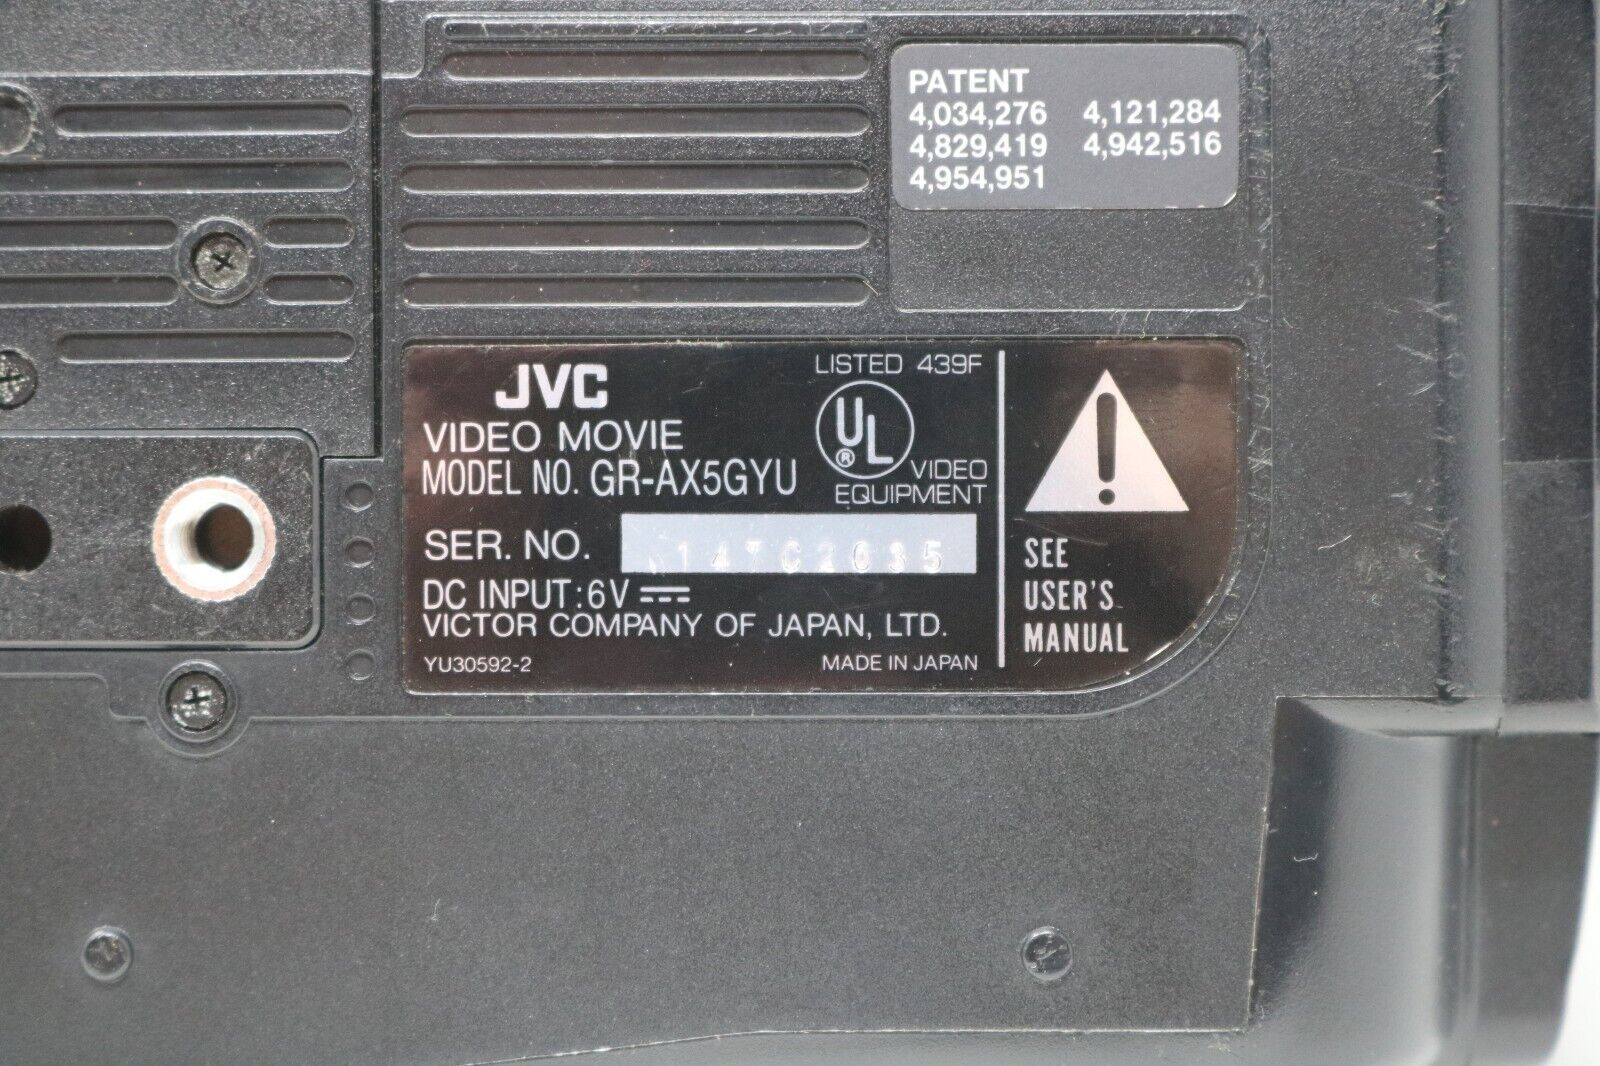 PATENT
4,034,276 4,121,284
4,829,419 4,942,516
4,954,951
JVC
VIDEO MOVIE
MODEL NO. GR-AX5GYU
LISTED 439F
UL
®
VIDEO
EQUIPMENT
SER. NO.
DC INPUT:6V
VICTOR COMPANY OF JAPAN, LTD.
YU30592-2
MADE IN JAPAN
!
SEE
USER'S
MANUAL